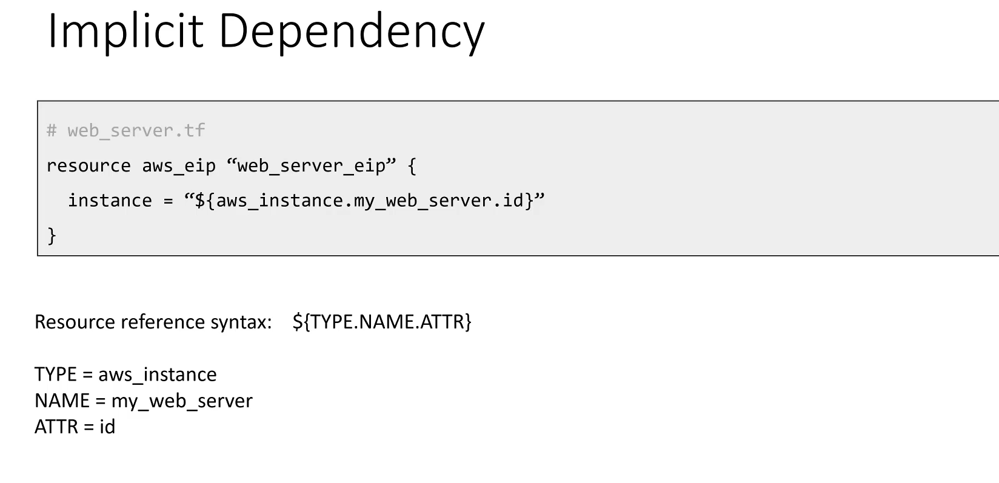 Implicit Dependency
# web_server.tf
resource aws_eip “web_server_eip” {
  instance = “${aws_instance.my_web_server.id}”
}
Resource reference syntax:    ${TYPE.NAME.ATTR}
TYPE = aws_instance
NAME = my_web_server
ATTR = id